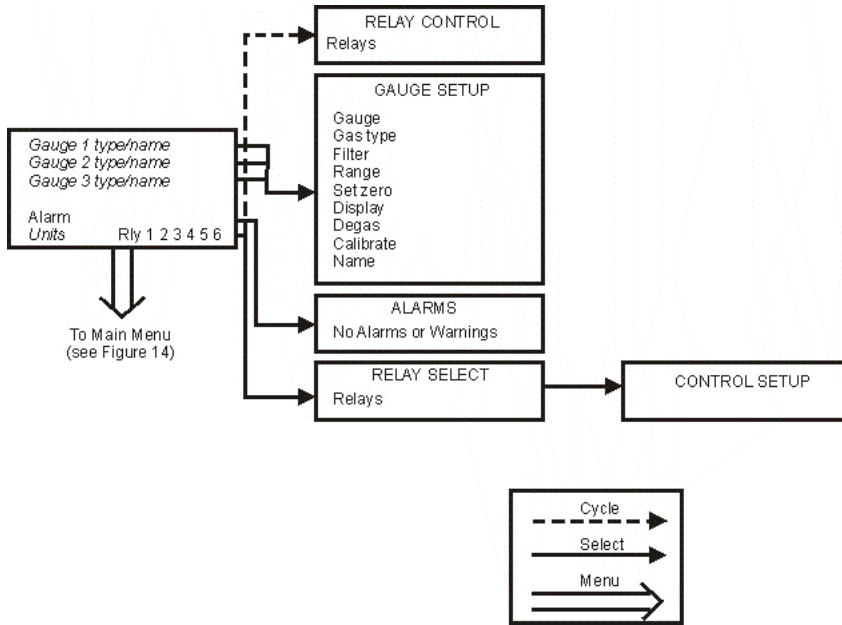 RELAY CONTROL
Relays
GAUGE SETUP
Gauge
Gas type
Filter
Range
Set zero
Display
Degas
Calibrate
Name
Gauge 1 type/name
Gauge 2 type/name
Gauge 3 type/name
Alarm
Units Rly 1 2 3 4 5 6
To Main Menu
(see Figure 14)
ALARMS
No Alarms or Warnings
RELAY SELECT
Relays
CONTROL SETUP
Cycle
Select
Menu